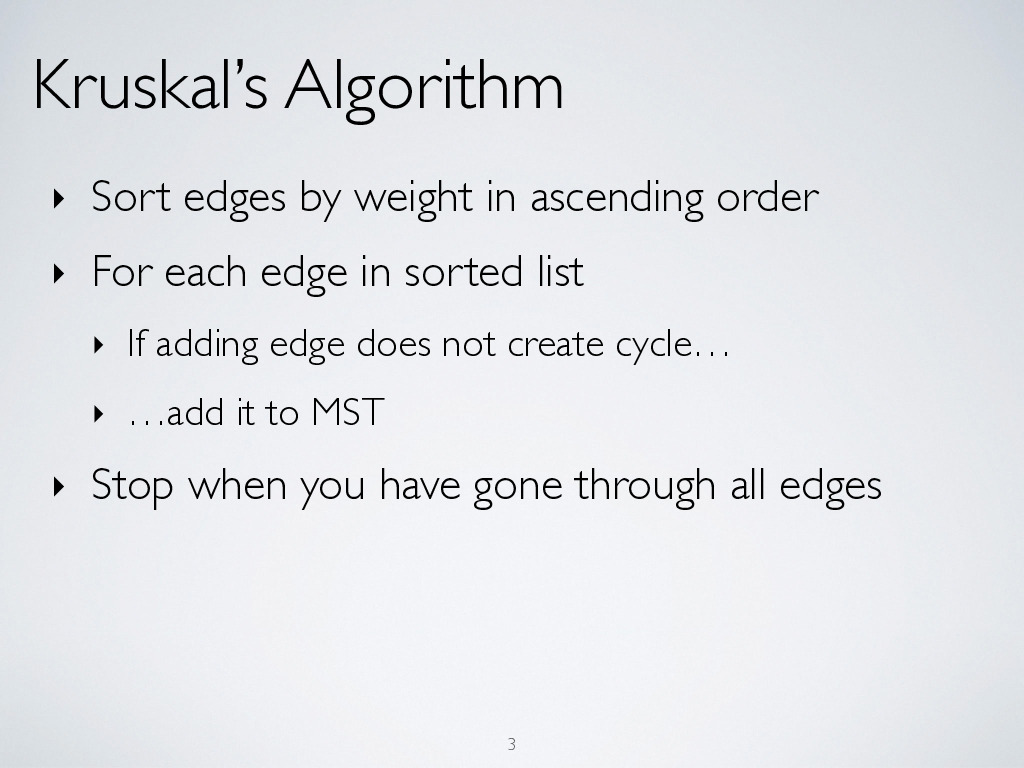 Kruskal’s Algorithm
‣ Sort edges by weight in ascending order
‣ For each edge in sorted list
‣ If adding edge does not create cycle…
‣ …add it to MST
‣ Stop when you have gone through all edges
3